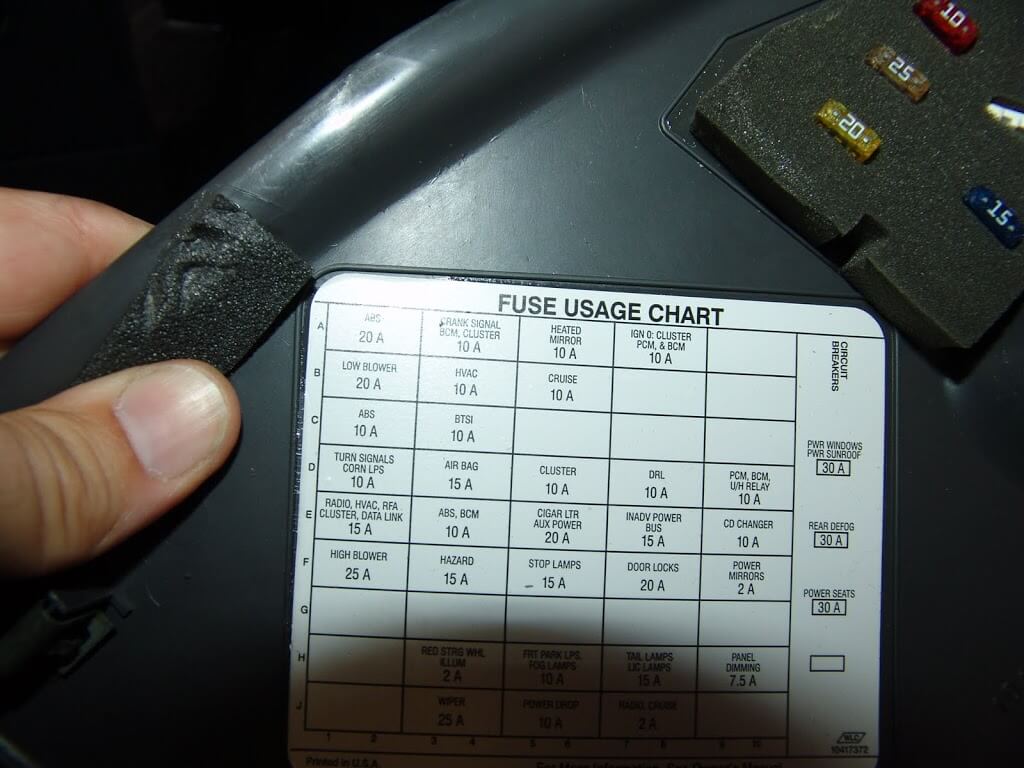 10
25
20
15
FUSE USAGE CHART
A
ABS
20 A
CRANK SIGNAL
BCM, CLUSTER
10 A
HEATED
MIRROR
10 A
IGN 0; CLUSTER
PCM, & BCM
10 A
CIRCUIT
BREAKERS
B
LOW BLOWER
20 A
HVAC
10 A
CRUISE
10 A
C
ABS
10 A
BTSI
10 A
PWR WINDOWS
PWR SUNROOF
30 A
D
TURN SIGNALS
CORN LPS
10 A
AIR BAG
15 A
CLUSTER
10 A
DRL
10 A
PCM, BCM,
U/H RELAY
10 A
E
RADIO, HVAC, RFA
CLUSTER, DATA LINK
15 A
ABS, BCM
10 A
CIGAR LTR
AUX POWER
20 A
INADV POWER
BUS
15 A
CD CHANGER
10 A
REAR DEFOG
30 A
F
HIGH BLOWER
25 A
HAZARD
15 A
STOP LAMPS
15 A
DOOR LOCKS
20 A
POWER
MIRRORS
2 A
POWER SEATS
30 A
G
H
RED STRG WHL
ILLUM
2 A
FRT PARK LPS,
FOG LAMPS
10 A
TAIL LAMPS
LIC LAMPS
15 A
PANEL
DIMMING
7.5 A
J
WIPER
25 A
POWER DROP
10 A
RADIO, CRUISE
2 A
1 2 3 4 5 6 7 8 9 10
WLC
10417372
Printed in U.S.A.
For More Information, See Owner's Manual